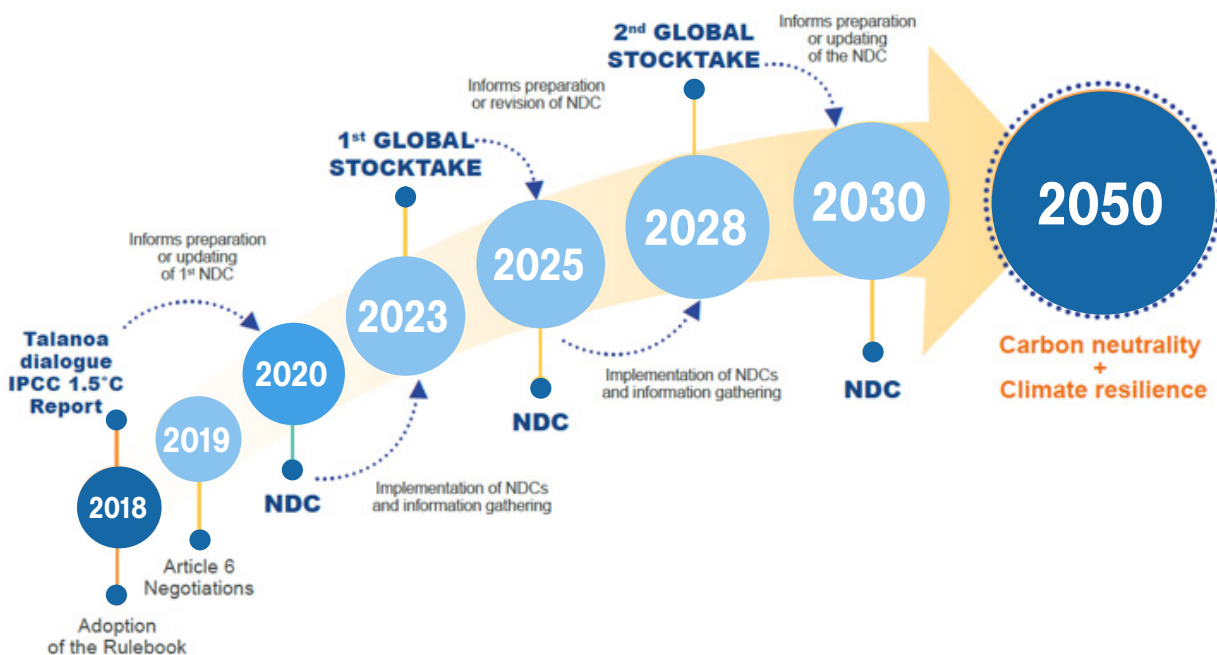 Talanoa
dialogue
IPCC 1.5°C
Report
2018
Adoption
of the Rulebook
2019
Article 6
Negotiations
Informs preparation
or updating
of 1st NDC
2020
NDC
Implementation of NDCs
and information gathering
1st GLOBAL
STOCKTAKE
2023
Informs preparation
or revision of NDC
2025
NDC
Implementation of NDCs
and information gathering
2nd GLOBAL
STOCKTAKE
2028
Informs preparation
or updating
of the NDC
2030
NDC
2050
Carbon neutrality
+
Climate resilience